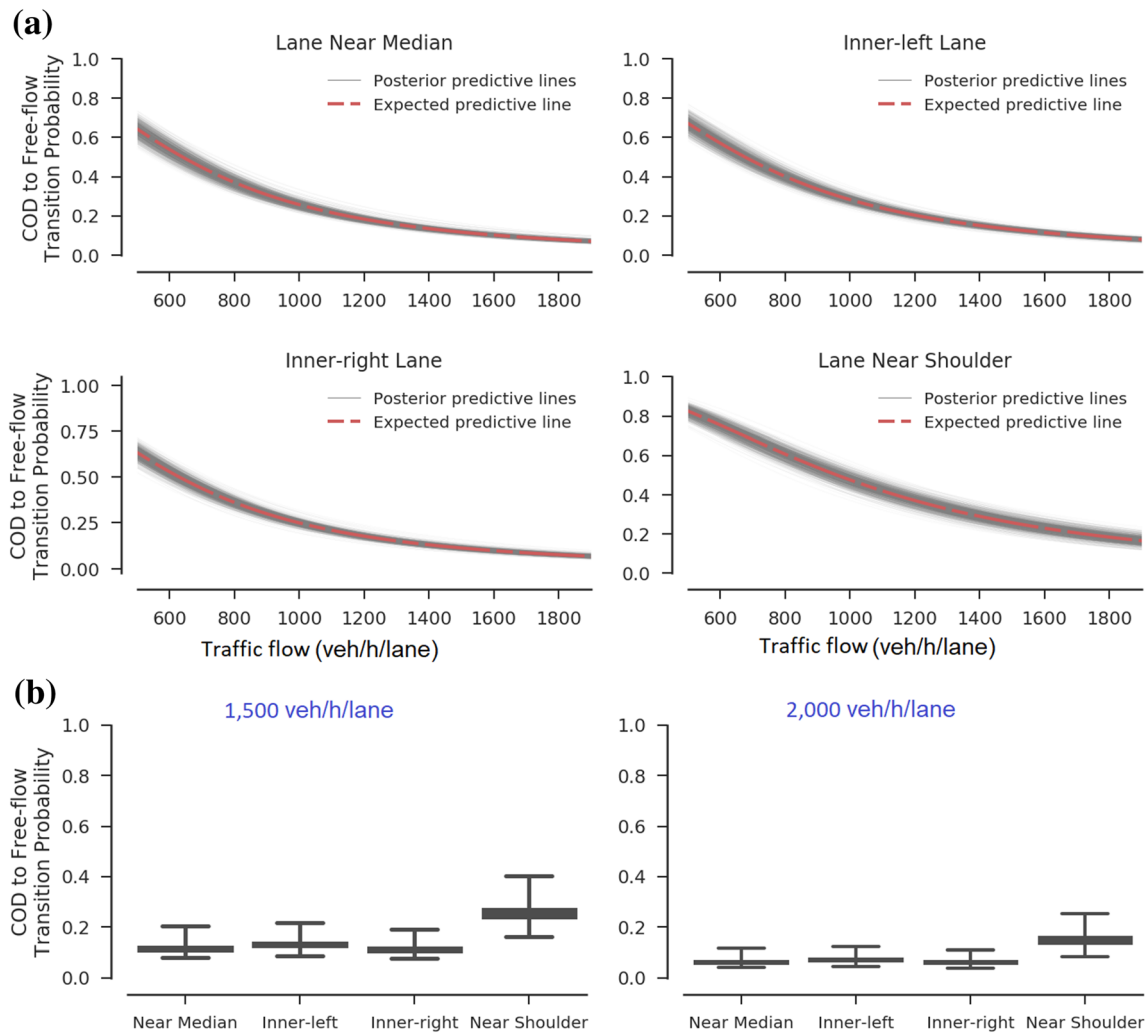 (a)
Lane Near Median
COD to Free-flow
Transition Probability
1.0
0.8
0.6
0.4
0.2
0.0
Posterior predictive lines
Expected predictive line
600 800 1000 1200 1400 1600 1800
Inner-left Lane
1.0
0.8
0.6
0.4
0.2
0.0
Posterior predictive lines
Expected predictive line
600 800 1000 1200 1400 1600 1800
Inner-right Lane
COD to Free-flow
Transition Probability
1.00
0.75
0.50
0.25
0.00
Posterior predictive lines
Expected predictive line
600 800 1000 1200 1400 1600 1800
Traffic flow (veh/h/lane)
Lane Near Shoulder
1.0
0.8
0.6
0.4
0.2
0.0
Posterior predictive lines
Expected predictive line
600 800 1000 1200 1400 1600 1800
Traffic flow (veh/h/lane)
(b)
1,500 veh/h/lane
COD to Free-flow
Transition Probability
1.0
0.8
0.6
0.4
0.2
0.0
Near Median Inner-left Inner-right Near Shoulder
2,000 veh/h/lane
1.0
0.8
0.6
0.4
0.2
0.0
Near Median Inner-left Inner-right Near Shoulder